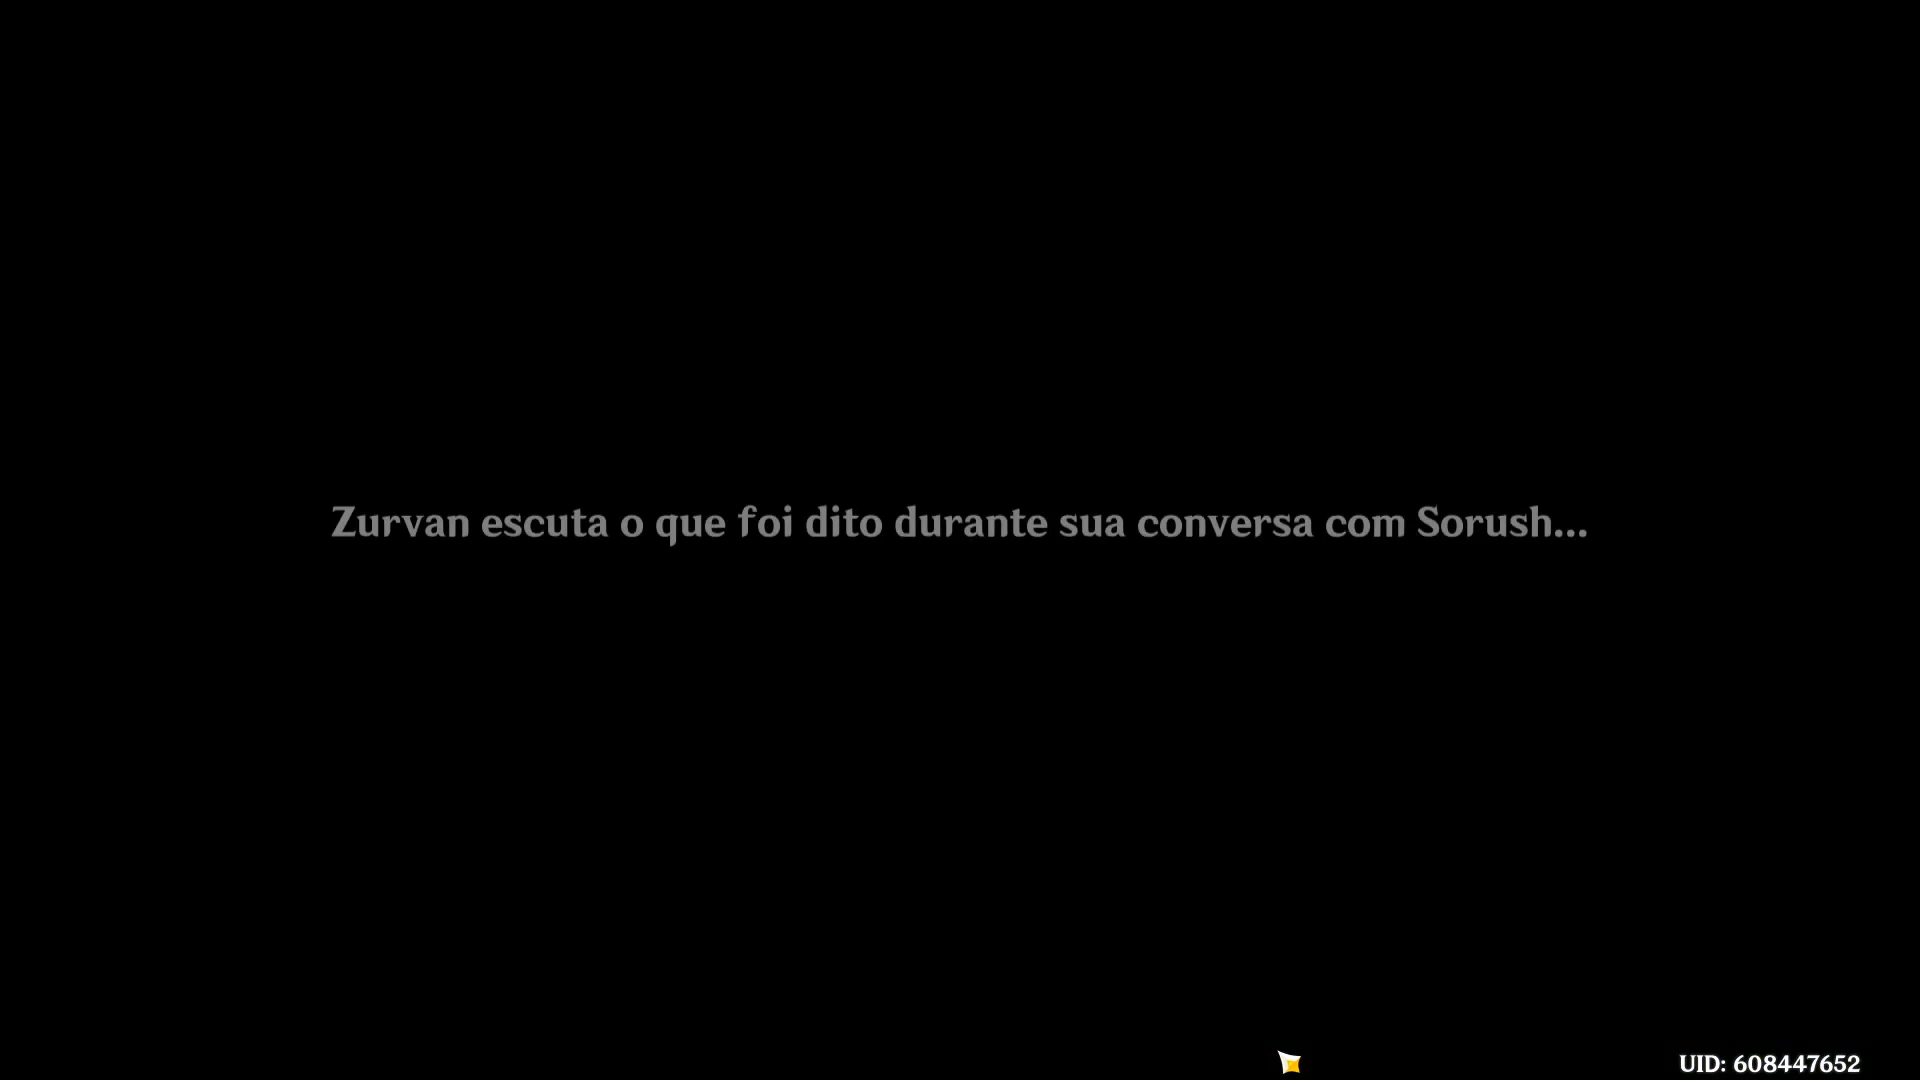 Zurvan escuta o que foi dito durante sua conversa com Sorush...
UID: 608447652